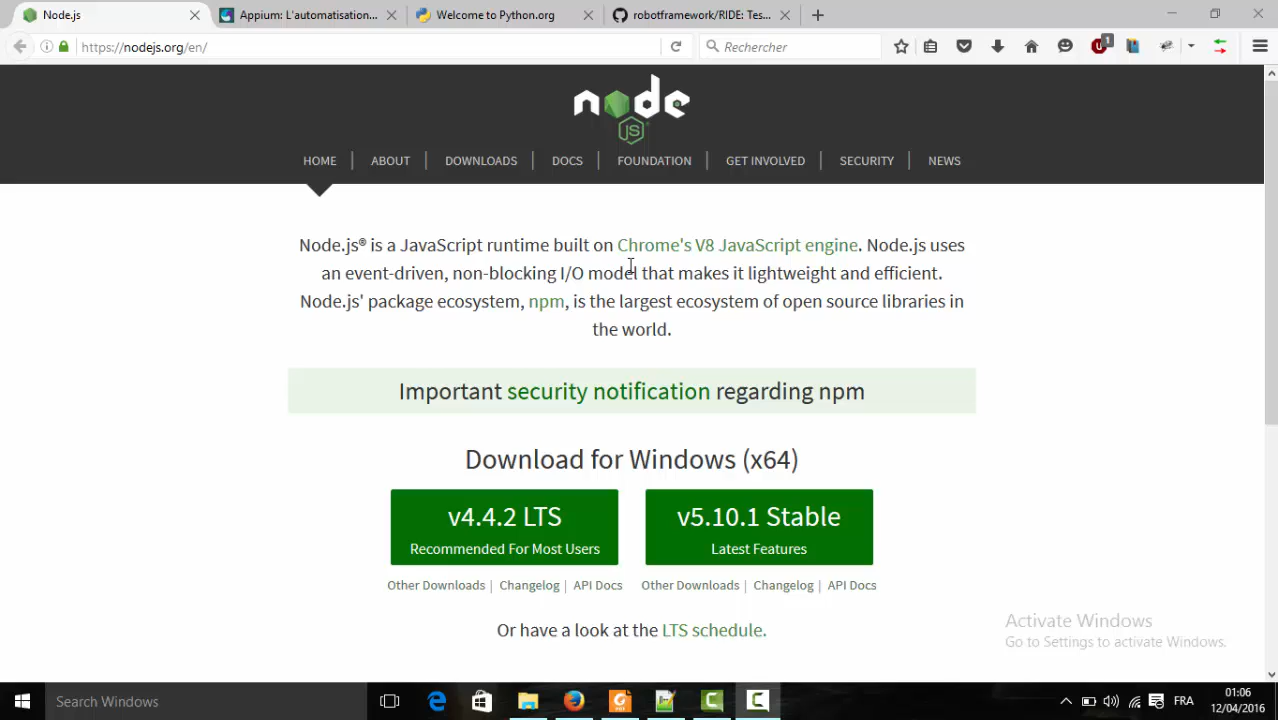 Node.js
Appium: L'automatisation...
Welcome to Python.org
robotframework/RIDE: Tes...
https://nodejs.org/en/
Rechercher
1
node
JS
HOME | ABOUT | DOWNLOADS | DOCS | FOUNDATION | GET INVOLVED | SECURITY | NEWS
Node.js® is a JavaScript runtime built on Chrome's V8 JavaScript engine. Node.js uses
an event-driven, non-blocking I/O model that makes it lightweight and efficient.
Node.js' package ecosystem, npm, is the largest ecosystem of open source libraries in
the world.
Important security notification regarding npm
Download for Windows (x64)
v4.4.2 LTS
Recommended For Most Users
v5.10.1 Stable
Latest Features
Other Downloads | Changelog | API Docs
Other Downloads | Changelog | API Docs
Or have a look at the LTS schedule.
Activate Windows
Go to Settings to activate Windows.
Search Windows
FRA
01:06
12/04/2016